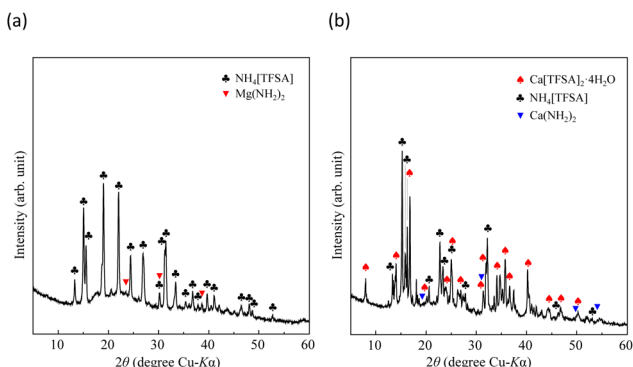 (a)
(b)
♣ NH₄[TFSA]
▼ Mg(NH₂)₂
Intensity (arb. unit)
10 20 30 40 50 60
2θ (degree Cu-Kα)
♠ Ca[TFSA]₂·4H₂O
♣ NH₄[TFSA]
▼ Ca(NH₂)₂
Intensity (arb. unit)
10 20 30 40 50 60
2θ (degree Cu-Kα)